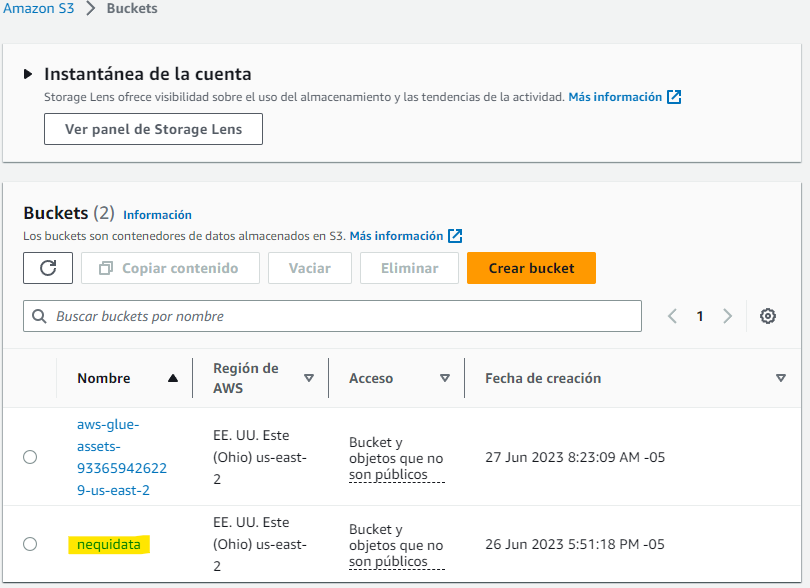 Amazon S3 > Buckets
Instantánea de la cuenta
Storage Lens ofrece visibilidad sobre el uso del almacenamiento y las tendencias de la actividad. Más información
Ver panel de Storage Lens
Buckets (2) Información
Los buckets son contenedores de datos almacenados en S3. Más información
Copiar contenido Vaciar Eliminar Crear bucket
Buscar buckets por nombre
1
Nombre
Región de
AWS
Acceso
Fecha de creación
aws-glue-
assets-
93365942622
9-us-east-2
EE. UU. Este
(Ohio) us-east-
2
Bucket y
objetos que no
son públicos
27 Jun 2023 8:23:09 AM -05
nequidata
EE. UU. Este
(Ohio) us-east-
2
Bucket y
objetos que no
son públicos
26 Jun 2023 5:51:18 PM -05